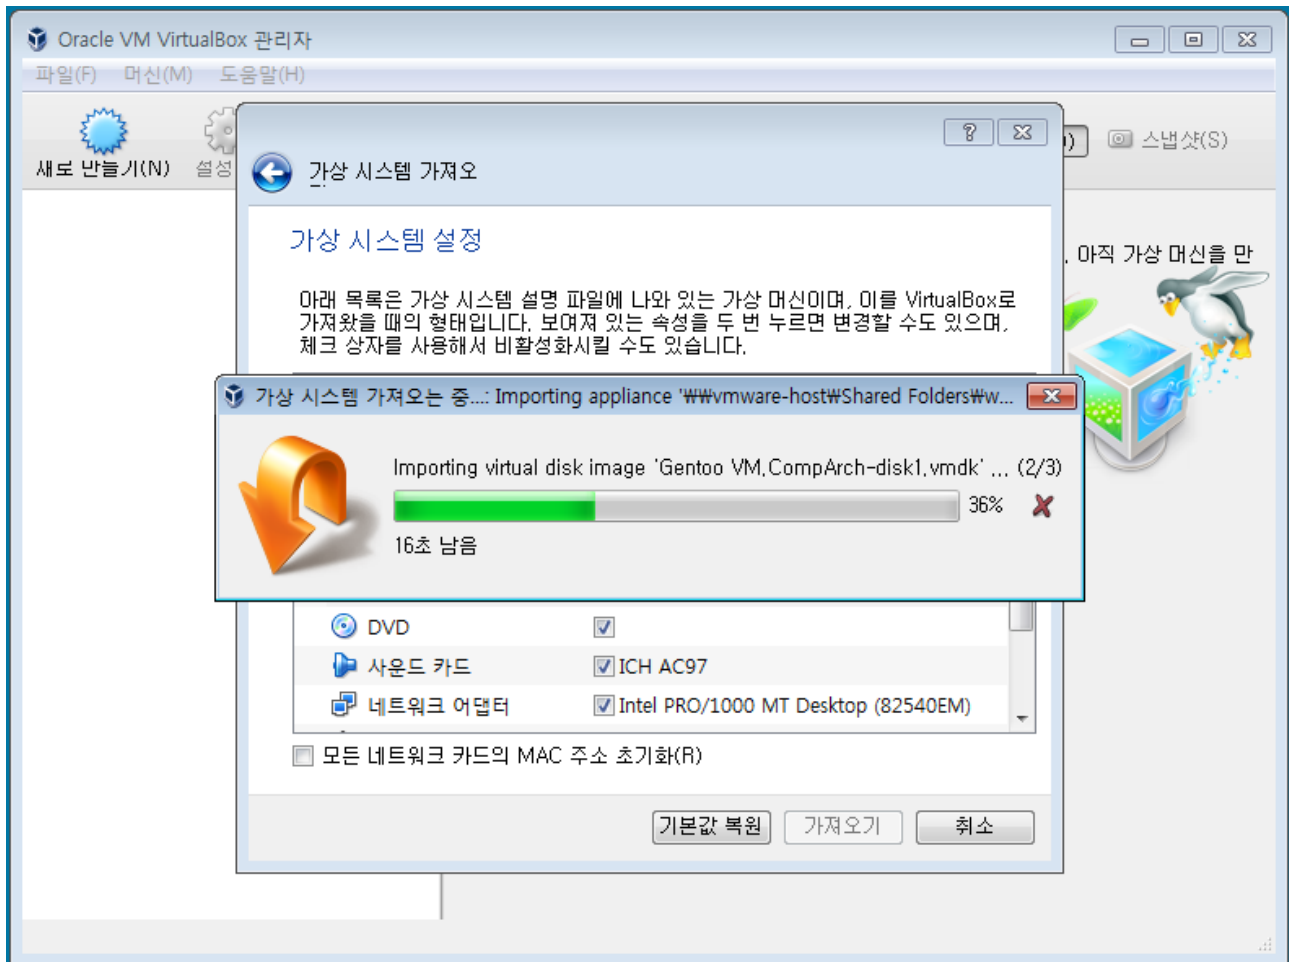 Oracle VM VirtualBox 관리자
파일(F) 머신(M) 도움말(H)
새로 만들기(N) 설정
스냅샷(S)
가상 시스템 가져오
가상 시스템 설정
, 아직 가상 머신을 만
아래 목록은 가상 시스템 설명 파일에 나와 있는 가상 머신이며, 이를 VirtualBox로
가져왔을 때의 형태입니다. 보여져 있는 속성을 두 번 누르면 변경할 수도 있으며,
체크 상자를 사용해서 비활성화시킬 수도 있습니다.
가상 시스템 가져오는 중...: Importing appliance '₩₩vmware-host₩Shared Folders₩w...
Importing virtual disk image 'Gentoo VM.CompArch-disk1.vmdk' ... (2/3)
36%
16초 남음
DVD
사운드 카드 ICH AC97
네트워크 어댑터 Intel PRO/1000 MT Desktop (82540EM)
모든 네트워크 카드의 MAC 주소 초기화(R)
기본값 복원 가져오기 취소